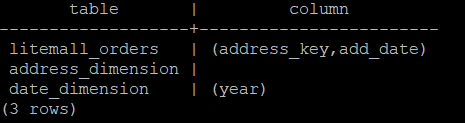 table | column
-------------------+------------------------
litemall_orders | (address_key,add_date)
address_dimension |
date_dimension | (year)
(3 rows)